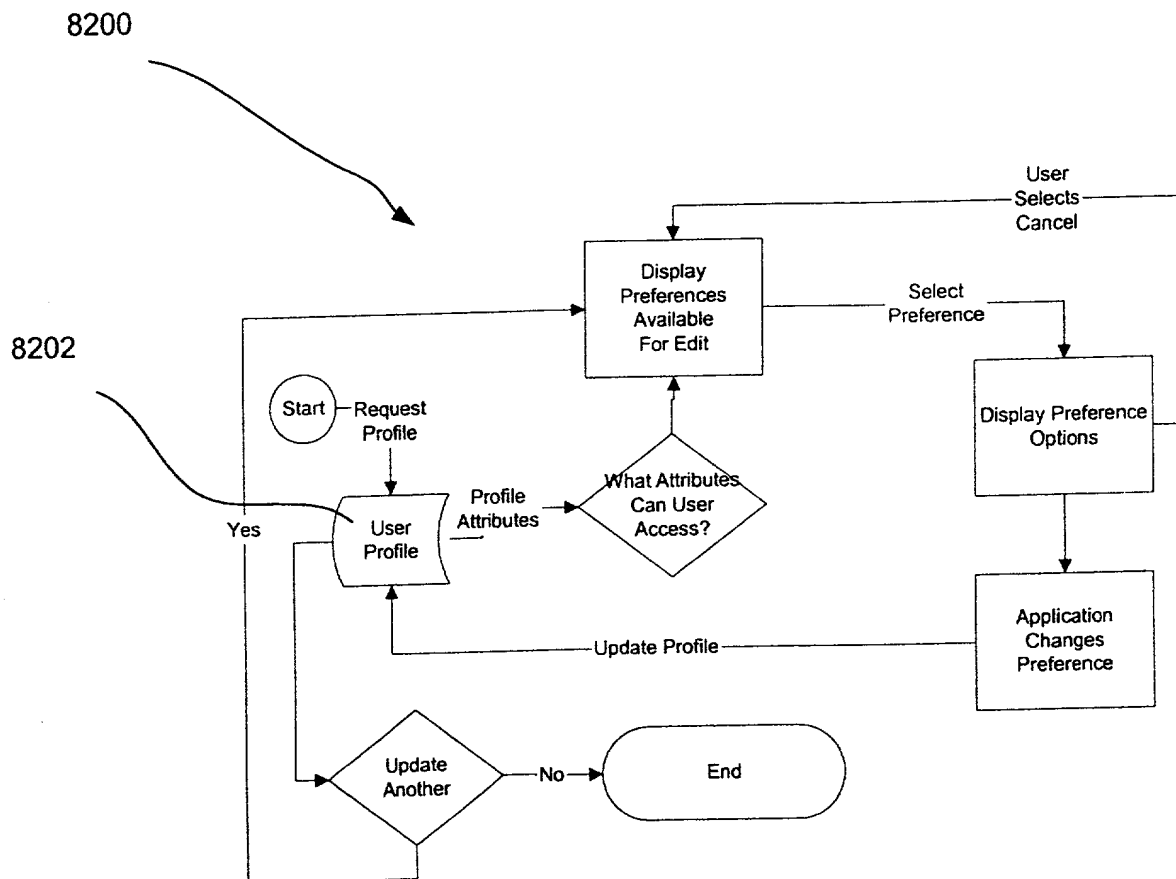 8200
User
Selects
Cancel
Display
Preferences
Available
For Edit
Select
Preference
8202
Start
Request
Profile
Display Preference
Options
What Attributes
Can User
Access?
Profile
Attributes
User
Profile
Yes
Application
Changes
Preference
Update Profile
Update
Another
No
End